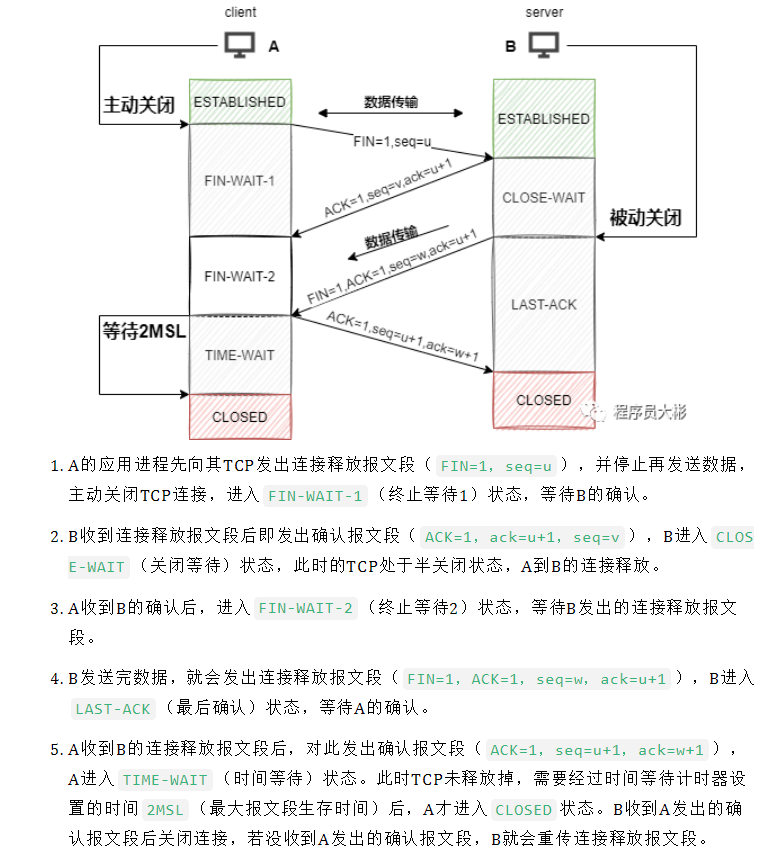 client
server
A
B
主动关闭
ESTABLISHED
数据传输
ESTABLISHED
FIN=1,seq=u
FIN-WAIT-1
ACK=1,seq=v,ack=u+1
CLOSE-WAIT
被动关闭
数据传输
FIN-WAIT-2
FIN=1,ACK=1,seq=w,ack=u+1
LAST-ACK
等待2MSL
ACK=1,seq=u+1,ack=w+1
TIME-WAIT
CLOSED
CLOSED
程序员大彬
1. A的应用进程先向其TCP发出连接释放报文段（ FIN=1, seq=u ），并停止再发送数据，
主动关闭TCP连接，进入 FIN-WAIT-1 （终止等待1）状态，等待B的确认。
2. B收到连接释放报文段后即发出确认报文段（ ACK=1, ack=u+1, seq=v ），B进入 CLOS
E-WAIT （关闭等待）状态，此时的TCP处于半关闭状态，A到B的连接释放。
3. A收到B的确认后，进入 FIN-WAIT-2 （终止等待2）状态，等待B发出的连接释放报文
段。
4. B发送完数据，就会发出连接释放报文段（ FIN=1, ACK=1, seq=w, ack=u+1 ），B进入
LAST-ACK （最后确认）状态，等待A的确认。
5. A收到B的连接释放报文段后，对此发出确认报文段（ ACK=1, seq=u+1, ack=w+1 ），
A进入 TIME-WAIT （时间等待）状态。此时TCP未释放掉，需要经过时间等待计时器设
置的时间 2MSL （最大报文段生存时间）后，A才进入 CLOSED 状态。B收到A发出的确
认报文段后关闭连接，若没收到A发出的确认报文段，B就会重传连接释放报文段。